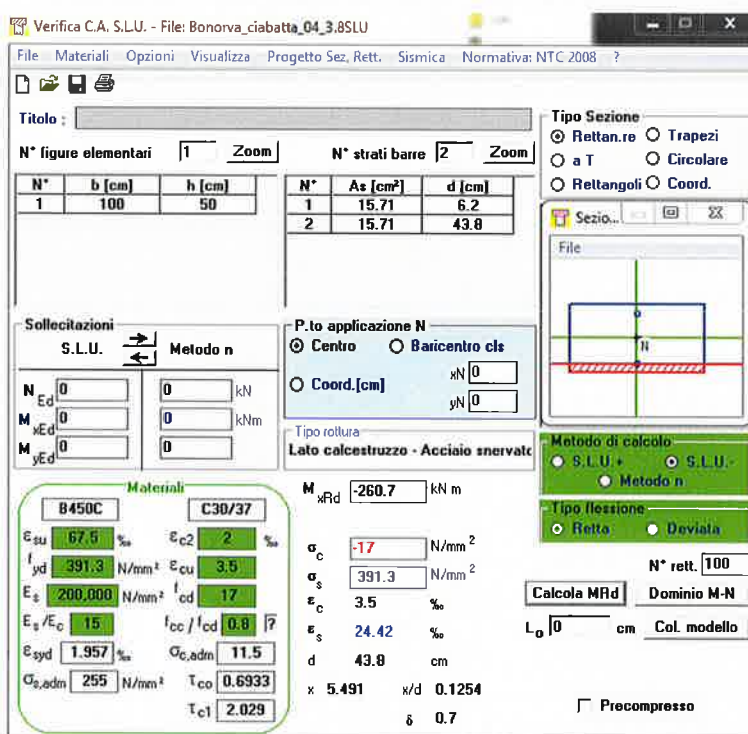 Verifica C.A. S.L.U. - File: Bonorva_ciabatta_04_3.8SLU
File Materiali Opzioni Visualizza Progetto Sez, Rett. Sismica Normativa: NTC 2008 ?
Titolo :
N° figure elementari 1 Zoom
N° strati barre 2 Zoom
N° b [cm] h [cm]
1 100 50
N° As [cm²] d [cm]
1 15.71 6.2
2 15.71 43.8
Tipo Sezione
Rettan.re Trapezi
a T Circolare
Rettangoli Coord.
Sezio...
File
N
Sollecitazioni
S.L.U. Metodo n
N Ed 0 0 kN
M xEd 0 0 kNm
M yEd 0 0
P.to applicazione N
Centro Baricentro cls
Coord.[cm] xN 0
yN 0
Tipo rottura
Lato calcestruzzo - Acciaio snervato
Metodo di calcolo
S.L.U.+ S.L.U.-
Metodo n
Tipo flessione
Retta Deviata
Materiali
B450C C30/37
εsu 67.5 ‰ εc2 2 ‰
fyd 391.3 N/mm² εcu 3.5
Es 200,000 N/mm² fcd 17
Es/Ec 15 fcc / fcd 0.8 ?
εsyd 1.957 ‰ σc,adm 11.5
σs,adm 255 N/mm² τco 0.6933
τc1 2.029
M xRd -260.7 kN m
σc -17 N/mm²
σs 391.3 N/mm²
εc 3.5 ‰
εs 24.42 ‰
d 43.8 cm
x 5.491 x/d 0.1254
δ 0.7
N° rett. 100
Calcola MRd Dominio M-N
Lo 0 cm Col. modello
Precompresso